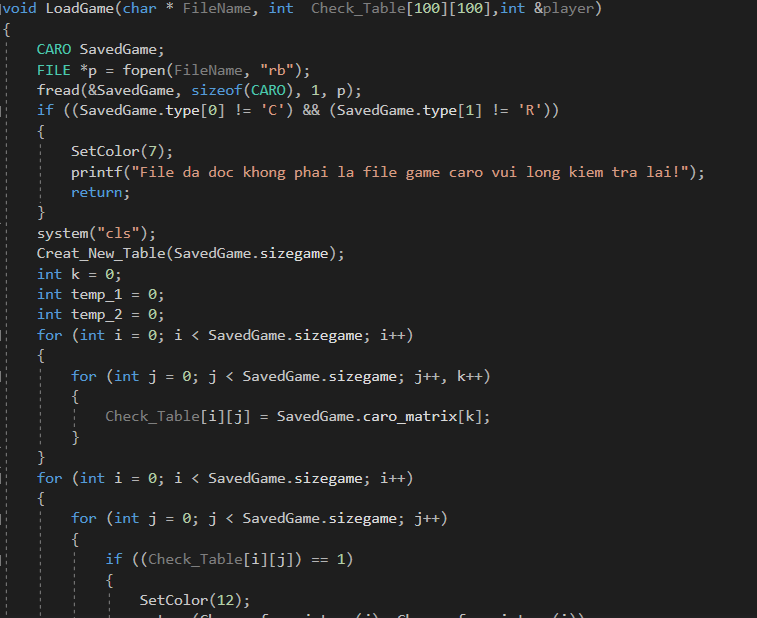 void LoadGame(char * FileName, int  Check_Table[100][100],int &player)
{
    CARO SavedGame;
    FILE *p = fopen(FileName, "rb");
    fread(&SavedGame, sizeof(CARO), 1, p);
    if ((SavedGame.type[0] != 'C') && (SavedGame.type[1] != 'R'))
    {
        SetColor(7);
        printf("File da doc khong phai la file game caro vui long kiem tra lai!");
        return;
    }
    system("cls");
    Creat_New_Table(SavedGame.sizegame);
    int k = 0;
    int temp_1 = 0;
    int temp_2 = 0;
    for (int i = 0; i < SavedGame.sizegame; i++)
    {
        for (int j = 0; j < SavedGame.sizegame; j++, k++)
        {
            Check_Table[i][j] = SavedGame.caro_matrix[k];
        }
    }
    for (int i = 0; i < SavedGame.sizegame; i++)
    {
        for (int j = 0; j < SavedGame.sizegame; j++)
        {
            if ((Check_Table[i][j]) == 1)
            {
                SetColor(12);